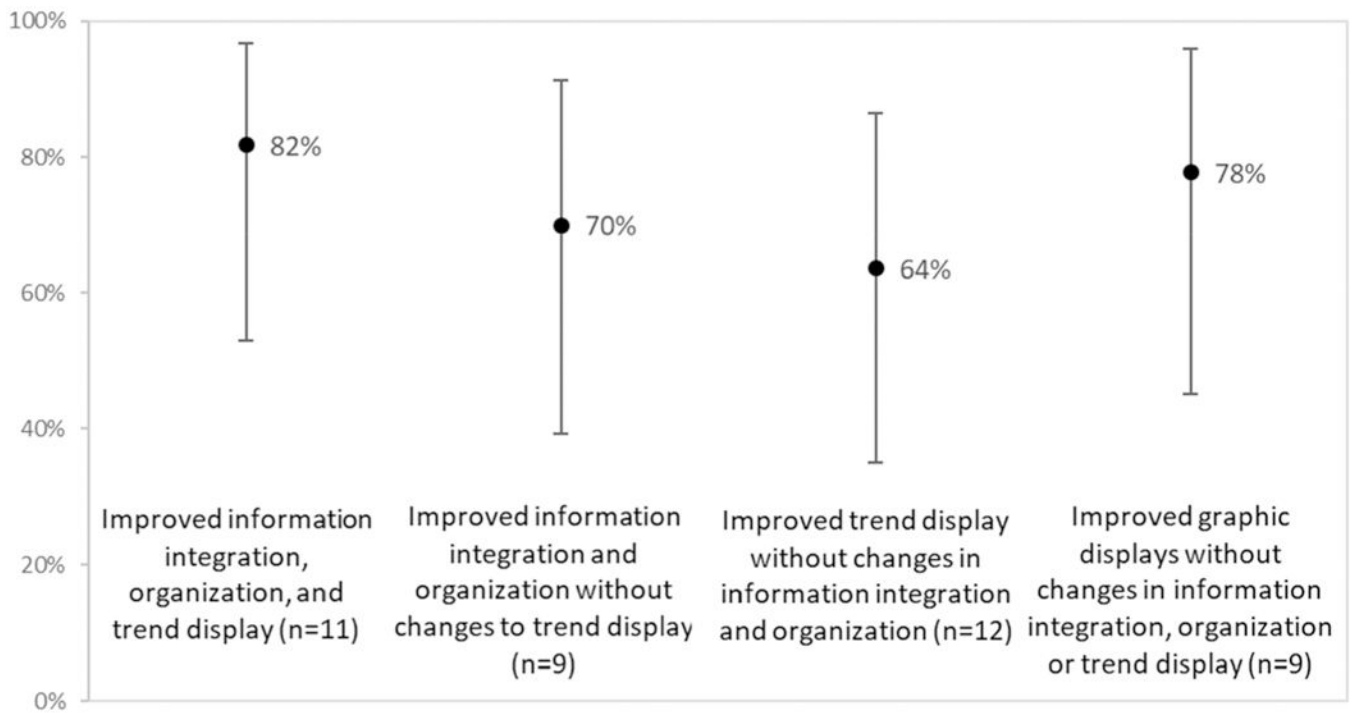 100%
80%
60%
40%
20%
0%
82%
70%
64%
78%
Improved information
integration,
organization, and
trend display (n=11)
Improved information
integration and
organization without
changes to trend display
(n=9)
Improved trend display
without changes in
information integration
and organization (n=12)
Improved graphic
displays without
changes in information
integration, organization
or trend display (n=9)